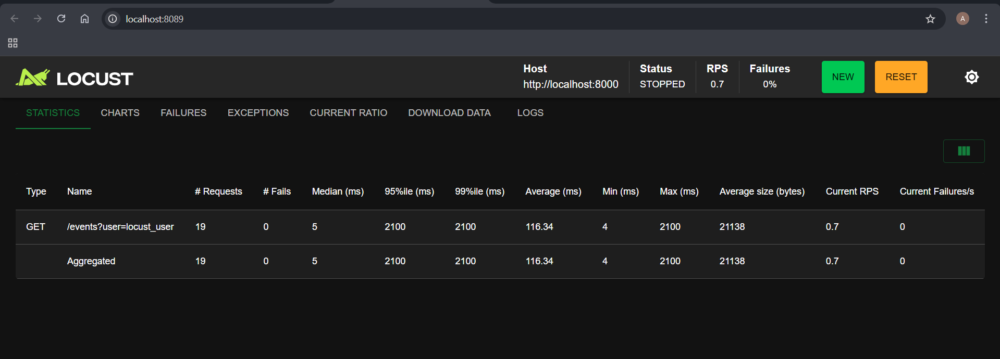 localhost:8089
A
LOCUST
Host
http://localhost:8000
Status
STOPPED
RPS
0.7
Failures
0%
NEW
RESET
STATISTICS CHARTS FAILURES EXCEPTIONS CURRENT RATIO DOWNLOAD DATA LOGS
Type Name # Requests # Fails Median (ms) 95%ile (ms) 99%ile (ms) Average (ms) Min (ms) Max (ms) Average size (bytes) Current RPS Current Failures/s
GET /events?user=locust_user 19 0 5 2100 2100 116.34 4 2100 21138 0.7 0
Aggregated 19 0 5 2100 2100 116.34 4 2100 21138 0.7 0